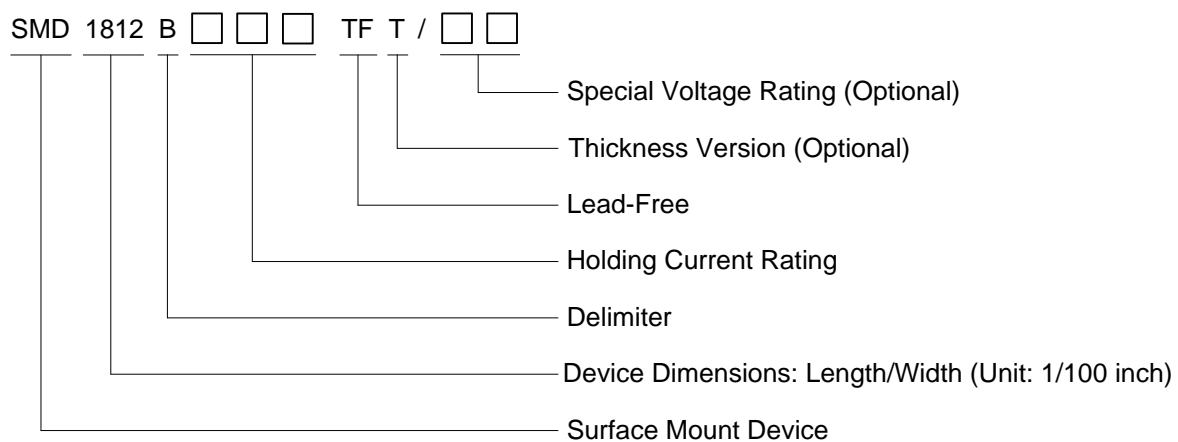 SMD 1812 B □ □ □ TF T / □ □
Special Voltage Rating (Optional)
Thickness Version (Optional)
Lead-Free
Holding Current Rating
Delimiter
Device Dimensions: Length/Width (Unit: 1/100 inch)
Surface Mount Device